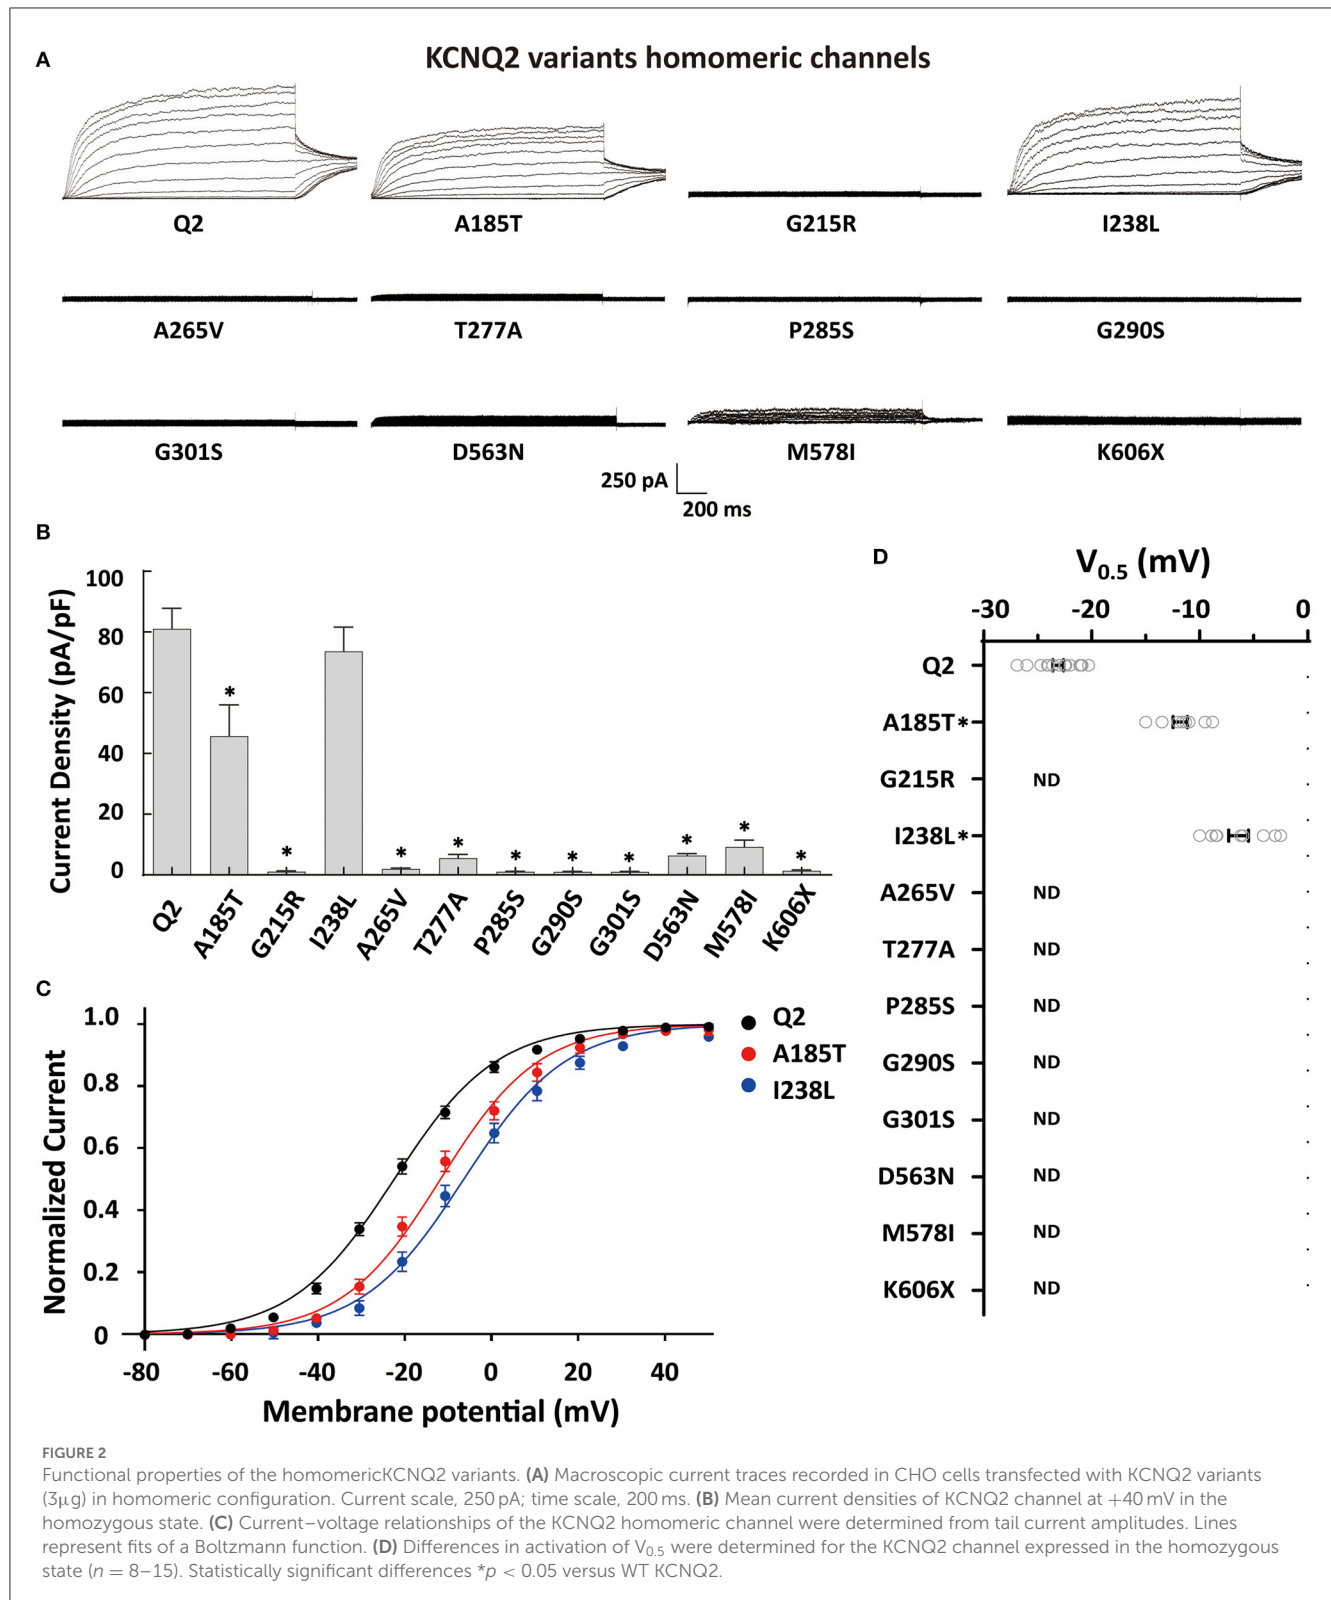 A
KCNQ2 variants homomeric channels
Q2
A185T
G215R
I238L
A265V
T277A
P285S
G290S
G301S
D563N
M578I
K606X
250 pA
200 ms
B
Current Density (pA/pF)
100
80
60
40
20
0
*
*
*
*
*
*
*
*
*
*
Q2
A185T
G215R
I238L
A265V
T277A
P285S
G290S
G301S
D563N
M578I
K606X
C
Normalized Current
1.0
0.8
0.6
0.4
0.2
0
-80
-60
-40
-20
0
20
40
Membrane potential (mV)
Q2
A185T
I238L
D
V0.5 (mV)
-30
-20
-10
0
Q2
A185T*
G215R ND
I238L*
A265V ND
T277A ND
P285S ND
G290S ND
G301S ND
D563N ND
M578I ND
K606X ND
FIGURE 2
Functional properties of the homomericKCNQ2 variants. (A) Macroscopic current traces recorded in CHO cells transfected with KCNQ2 variants
(3μg) in homomeric configuration. Current scale, 250 pA; time scale, 200 ms. (B) Mean current densities of KCNQ2 channel at +40 mV in the
homozygous state. (C) Current–voltage relationships of the KCNQ2 homomeric channel were determined from tail current amplitudes. Lines
represent fits of a Boltzmann function. (D) Differences in activation of V0.5 were determined for the KCNQ2 channel expressed in the homozygous
state (n = 8–15). Statistically significant differences *p < 0.05 versus WT KCNQ2.